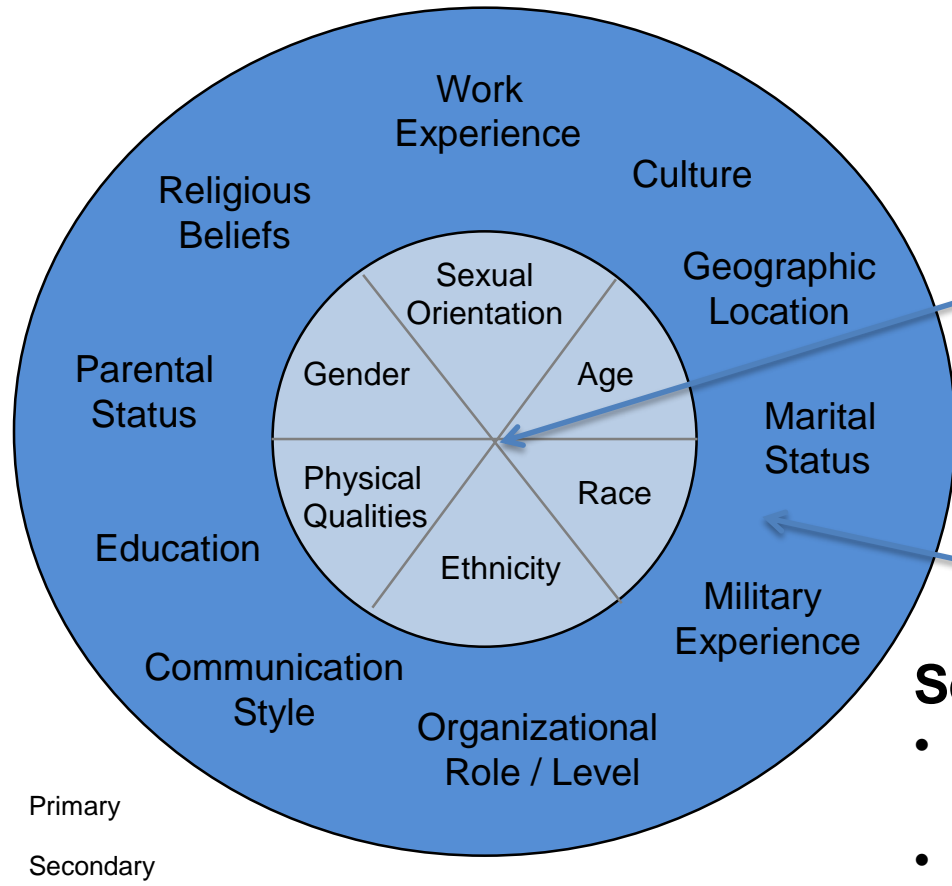 Work
Experience
Culture
Religious
Beliefs
Geographic
Location
Sexual
Orientation
Gender
Age
Parental
Status
Marital
Status
Physical
Qualities
Race
Education
Ethnicity
Military
Experience
Communication
Style
Organizational
Role / Level
Primary
Secondary